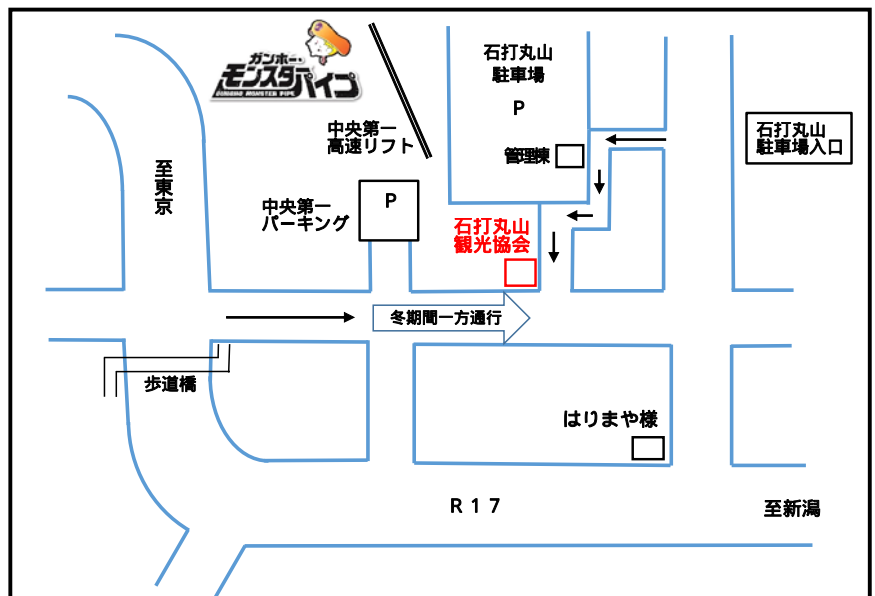 ガンホー・
モンスターパイプ
GUNGHO MONSTER PIPE
石打丸山
駐車場
P
中央第一
高速リフト
管理棟
石打丸山
駐車場入口
至東京
中央第一
パーキング
P
石打丸山
観光協会
冬期間一方通行
歩道橋
はりまや様
R17
至新潟